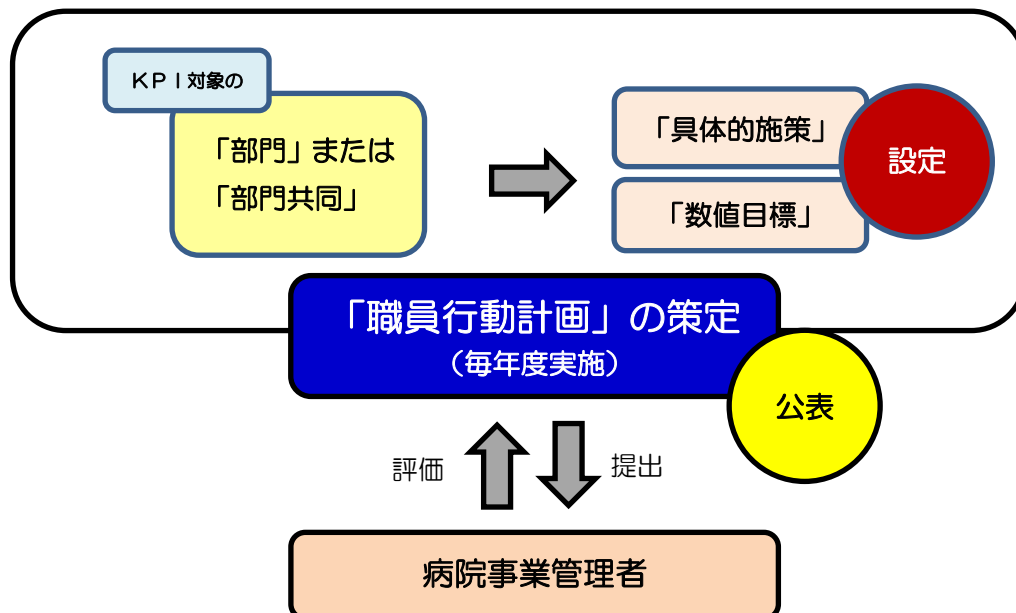 KPI対象の
「部門」または
「部門共同」
「具体的施策」
「数値目標」
設定
「職員行動計画」の策定
（毎年度実施）
公表
評価
提出
病院事業管理者